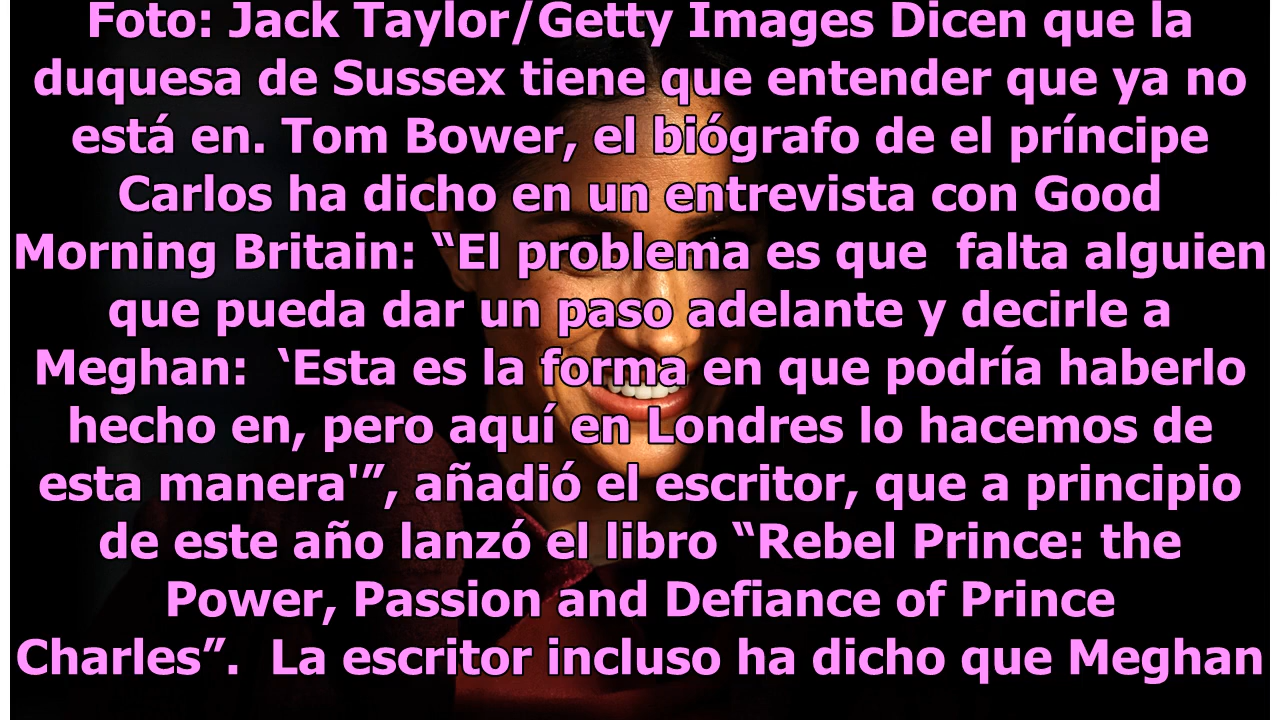 Foto: Jack Taylor/Getty Images Dicen que la
duquesa de Sussex tiene que entender que ya no
está en. Tom Bower, el biógrafo de el príncipe
Carlos ha dicho en un entrevista con Good
Morning Britain: “El problema es que  falta alguien
que pueda dar un paso adelante y decirle a
Meghan:  ‘Esta es la forma en que podría haberlo
hecho en, pero aquí en Londres lo hacemos de
esta manera'”, añadió el escritor, que a principio
de este año lanzó el libro “Rebel Prince: the
Power, Passion and Defiance of Prince
Charles”.  La escritor incluso ha dicho que Meghan